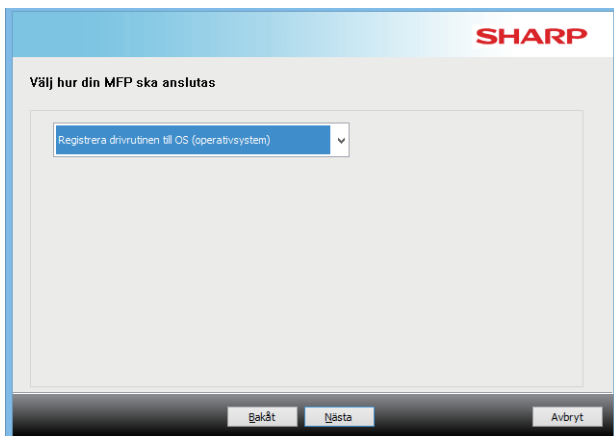 SHARP
Välj hur din MFP ska anslutas
Registrera drivrutinen till OS (operativsystem)
Bakåt
Nästa
Avbryt